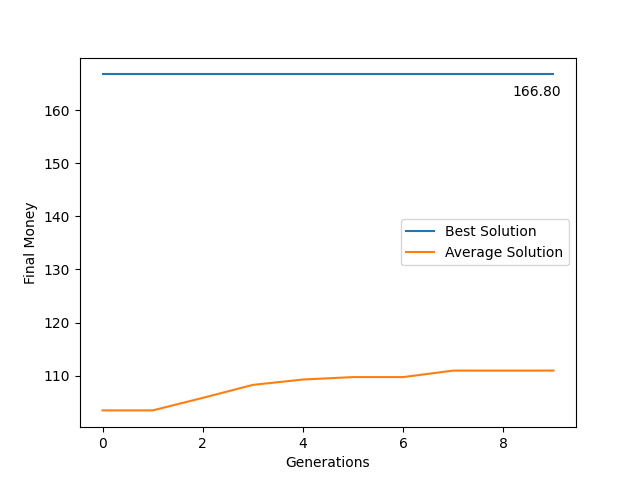 166.80
160
150
140
130
120
110
Final Money
Best Solution
Average Solution
0 2 4 6 8
Generations